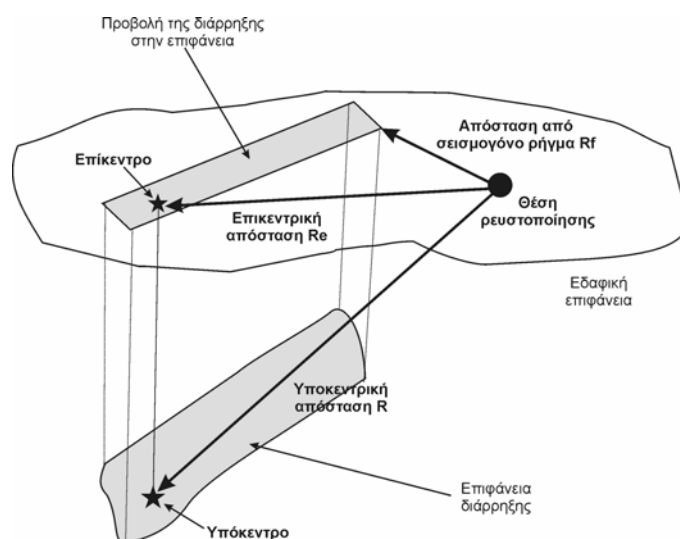 Προβολή της διάρρηξης
στην επιφάνεια
Απόσταση από
σεισμογόνο ρήγμα Rf
Επίκεντρο
Θέση
ρευστοποίησης
Επικεντρική
απόσταση Re
Εδαφική
επιφάνεια
Υποκεντρική
απόσταση R
Επιφάνεια
διάρρηξης
Υπόκεντρο